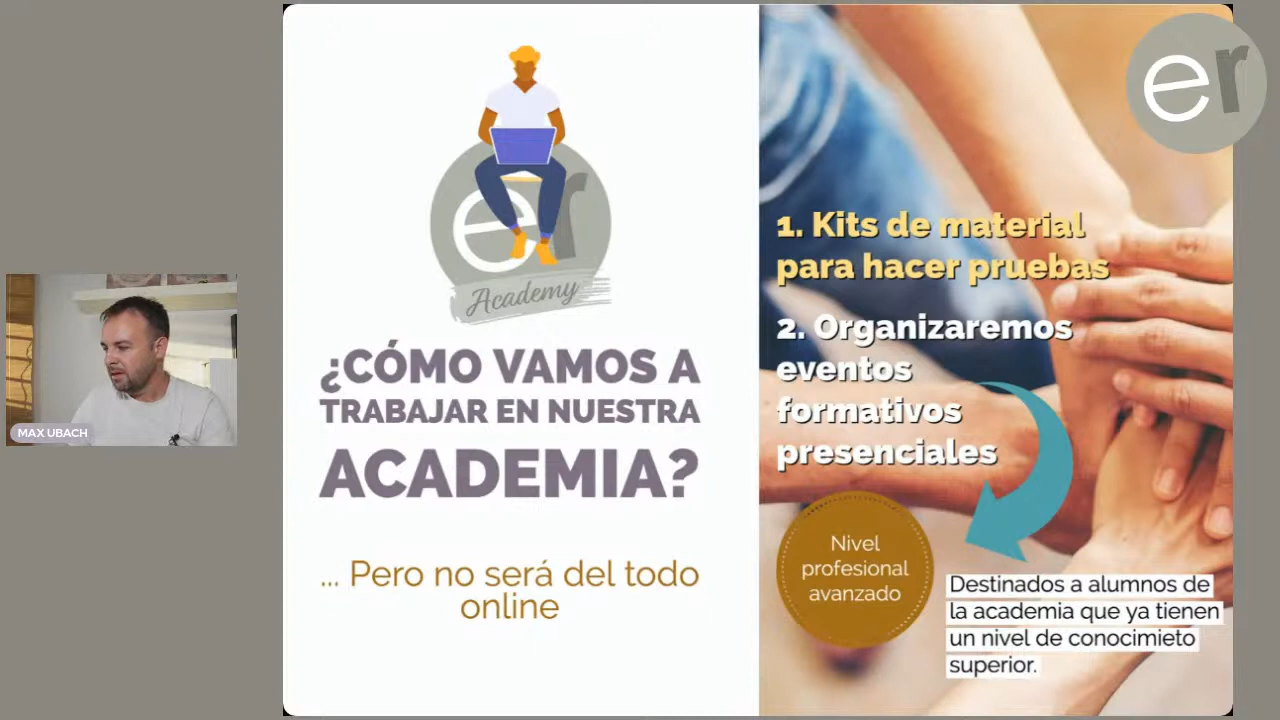 er
Academy
¿CÓMO VAMOS A
TRABAJAR EN NUESTRA
ACADEMIA?
... Pero no será del todo
online
er
1. Kits de material
para hacer pruebas
2. Organizaremos
eventos
formativos
presenciales
Nivel
profesional
avanzado
Destinados a alumnos de
la academia que ya tienen
un nivel de conocimieto
superior.
MAX UBACH